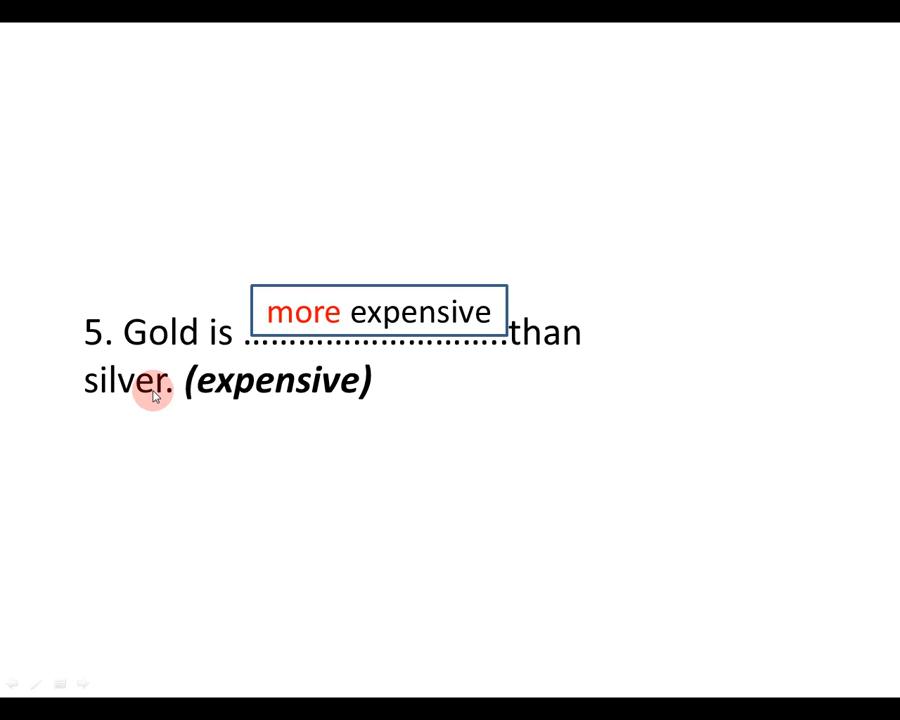 more expensive
5. Gold is .............................than
silver. (expensive)